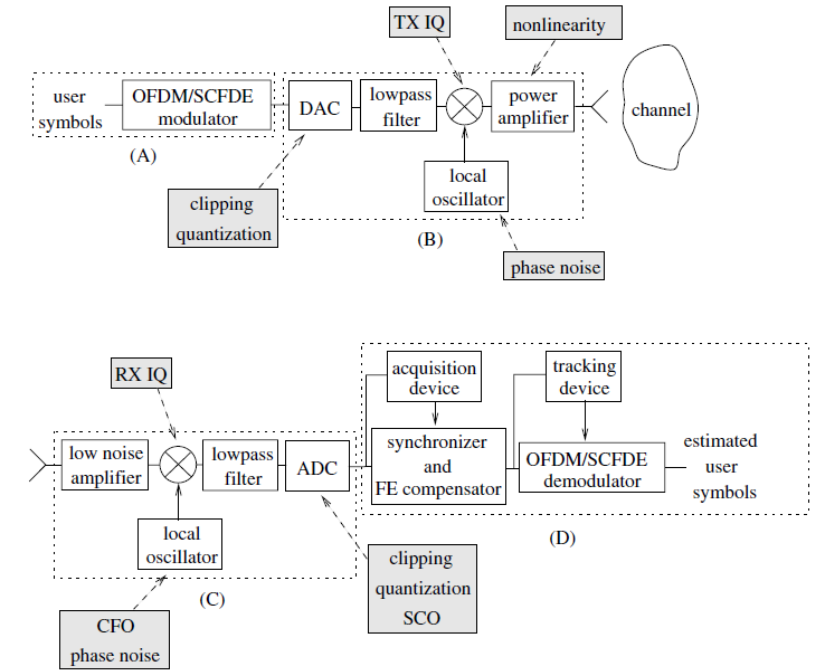 TX IQ
nonlinearity
user
symbols
OFDM/SCFDE
modulator
DAC
lowpass
filter
power
amplifier
channel
(A)
clipping
quantization
local
oscillator
(B)
phase noise
RX IQ
acquisition
device
tracking
device
low noise
amplifier
lowpass
filter
ADC
synchronizer
and
FE compensator
OFDM/SCFDE
demodulator
estimated
user
symbols
local
oscillator
(D)
(C)
clipping
quantization
SCO
CFO
phase noise